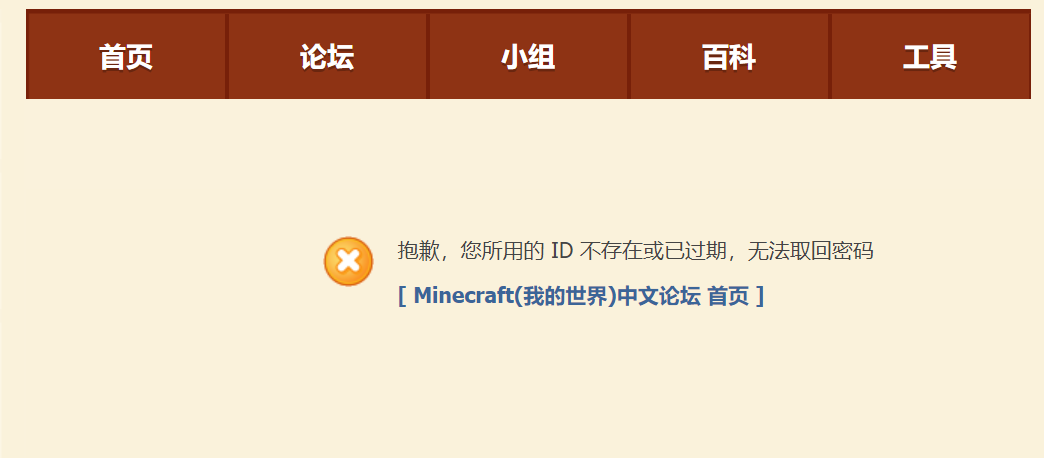 首页 论坛 小组 百科 工具
抱歉，您所用的 ID 不存在或已过期，无法取回密码
[ Minecraft(我的世界)中文论坛 首页 ]